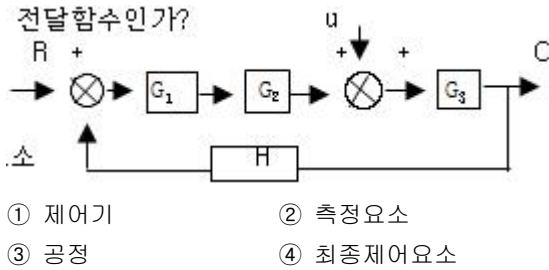 전달함수인가?
u
R + + + C
G₁ G₂ G₃
소
H
① 제어기 ② 측정요소
③ 공정 ④ 최종제어요소